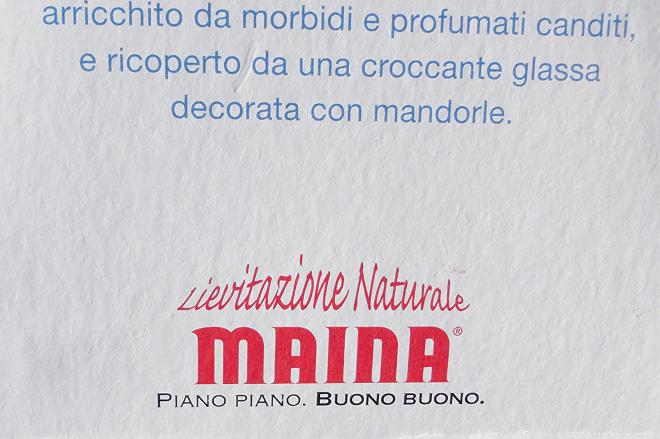 arricchito da morbidi e profumati canditi,
e ricoperto da una croccante glassa
decorata con mandorle.
Lievitazione Naturale
MAINA®
PIANO PIANO. BUONO BUONO.